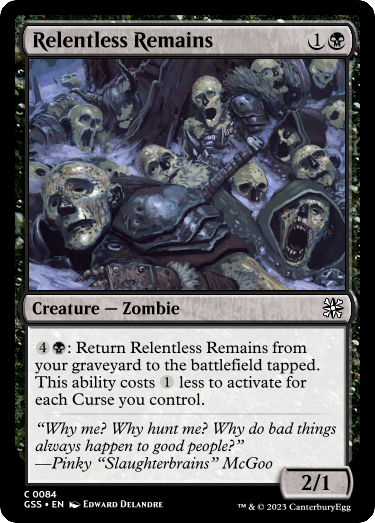 Relentless Remains 1
Creature — Zombie
4 : Return Relentless Remains from
your graveyard to the battlefield tapped.
This ability costs 1 less to activate for
each Curse you control.
“Why me? Why hunt me? Why do bad things
always happen to good people?”
—Pinky “Slaughterbrains” McGoo
2/1
C 0084
GSS • EN Edward Delandre
™ & © 2023 CanterburyEgg